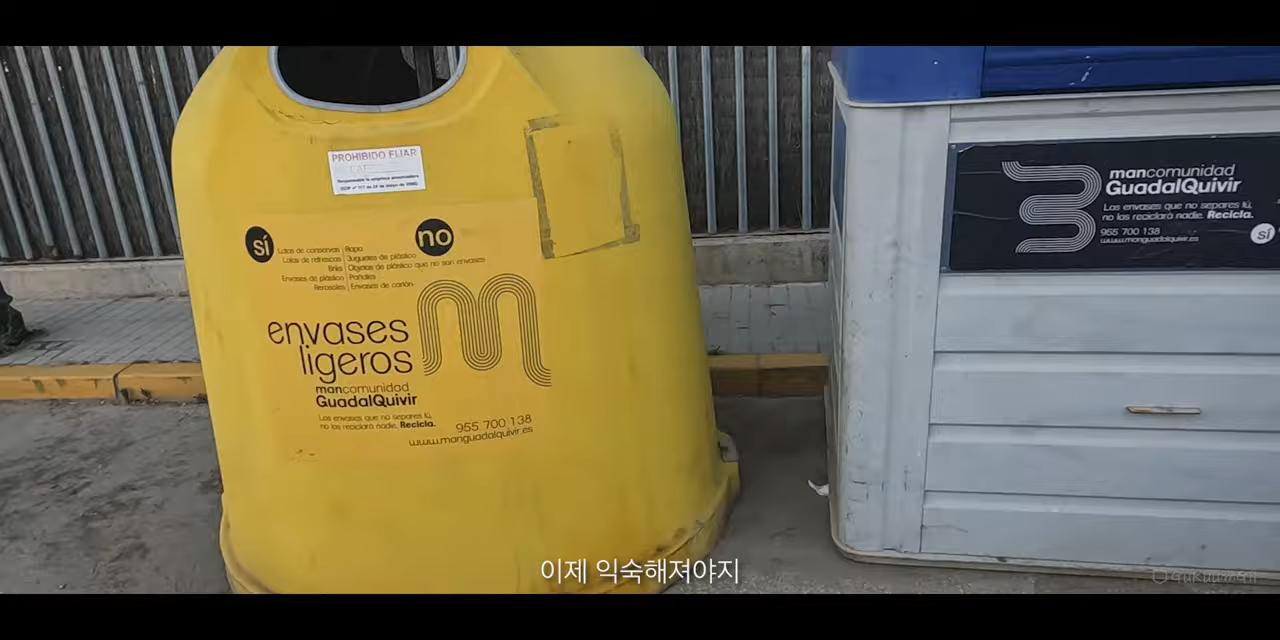 PROHIBIDO FIJAR
sí
no
Latas de conservas | Ropa
Latas de refrescos | Juguetes de plástico
Briks | Objetos de plástico que no son envases
Envases de plástico | Pañales
Aerosoles | Envases de cartón
envases
ligeros
mancomunidad
GuadalQuivir
Los envases que no separes tú,
no los reciclará nadie. Recicla.
955 700 138
www.manguadalquivir.es
mancomunidad
GuadalQuivir
Los envases que no separes tú,
no los reciclará nadie. Recicla.
955 700 138
www.manguadalquivir.es
sí
이제 익숙해져야지